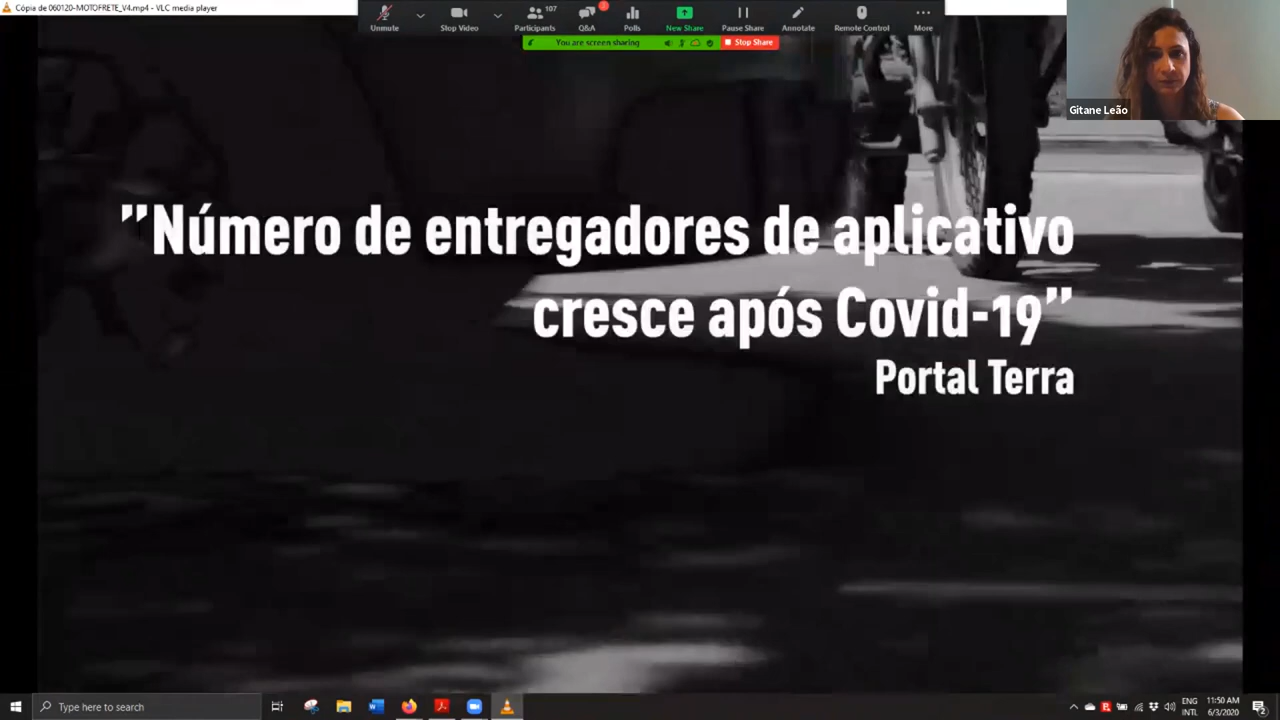 Cópia de 060120-MOTOFRETE_V4.mp4 - VLC media player
Unmute
Stop Video
107
Participants
Q&A
Polls
New Share
Pause Share
Annotate
Remote Control
More
You are screen sharing
Stop Share
Gitane Leão
"Número de entregadores de aplicativo
cresce após Covid-19"
Portal Terra
Type here to search
ENG
INTL
11:50 AM
6/3/2020